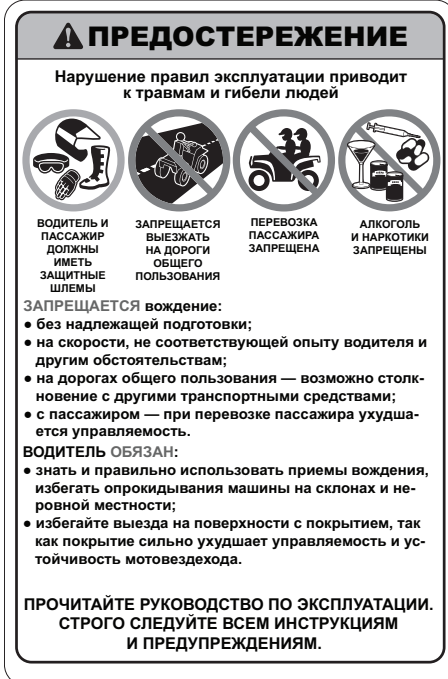 ПРЕДОСТЕРЕЖЕНИЕ
Нарушение правил эксплуатации приводит
к травмам и гибели людей
ВОДИТЕЛЬ И
ПАССАЖИР
ДОЛЖНЫ
ИМЕТЬ
ЗАЩИТНЫЕ
ШЛЕМЫ
ЗАПРЕЩАЕТСЯ
ВЫЕЗЖАТЬ
НА ДОРОГИ
ОБЩЕГО
ПОЛЬЗОВАНИЯ
ПЕРЕВОЗКА
ПАССАЖИРА
ЗАПРЕЩЕНА
АЛКОГОЛЬ
И НАРКОТИКИ
ЗАПРЕЩЕНЫ
ЗАПРЕЩАЕТСЯ вождение:
● без надлежащей подготовки;
● на скорости, не соответствующей опыту водителя и
другим обстоятельствам;
● на дорогах общего пользования — возможно столк-
новение с другими транспортными средствами;
● с пассажиром — при перевозке пассажира ухудша-
ется управляемость.
ВОДИТЕЛЬ ОБЯЗАН:
● знать и правильно использовать приемы вождения,
избегать опрокидывания машины на склонах и не-
ровной местности;
● избегайте выезда на поверхности с покрытием, так
как покрытие сильно ухудшает управляемость и ус-
тойчивость мотовездехода.
ПРОЧИТАЙТЕ РУКОВОДСТВО ПО ЭКСПЛУАТАЦИИ.
СТРОГО СЛЕДУЙТЕ ВСЕМ ИНСТРУКЦИЯМ
И ПРЕДУПРЕЖДЕНИЯМ.